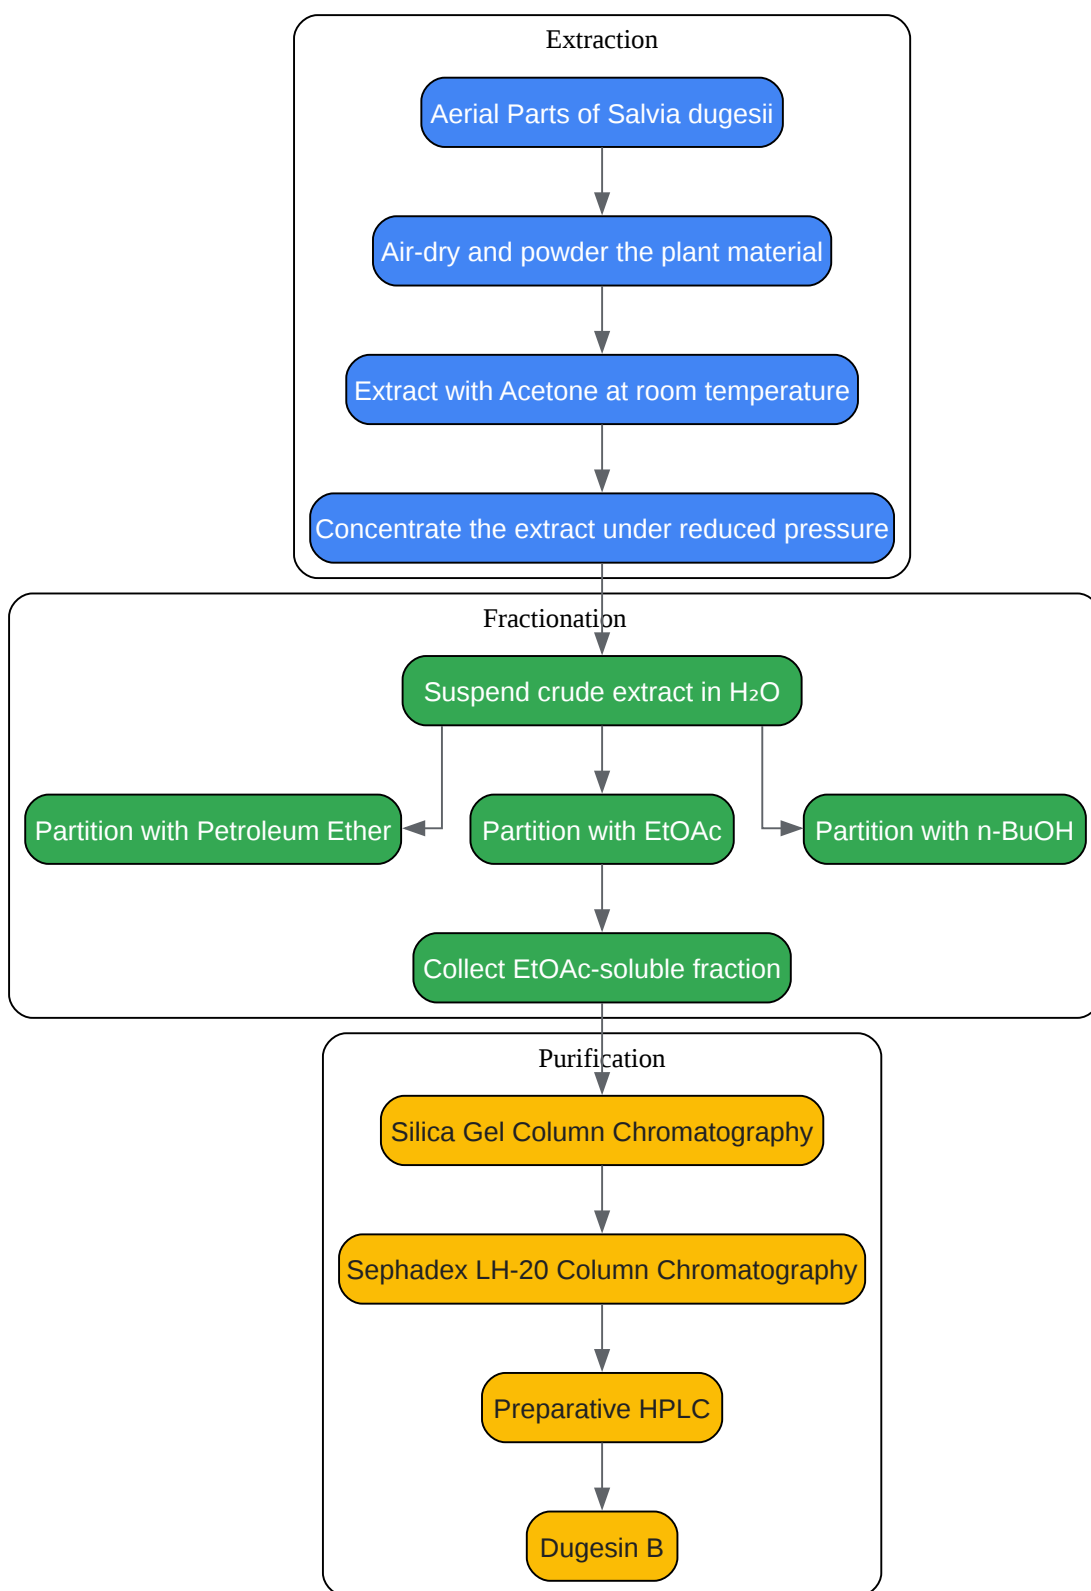 Extraction
Aerial Parts of Salvia dugesii
Air-dry and powder the plant material
Extract with Acetone at room temperature
Concentrate the extract under reduced pressure
Fractionation
Suspend crude extract in H₂O
Partition with Petroleum Ether
Partition with EtOAc
Partition with n-BuOH
Collect EtOAc-soluble fraction
Purification
Silica Gel Column Chromatography
Sephadex LH-20 Column Chromatography
Preparative HPLC
Dugesin B